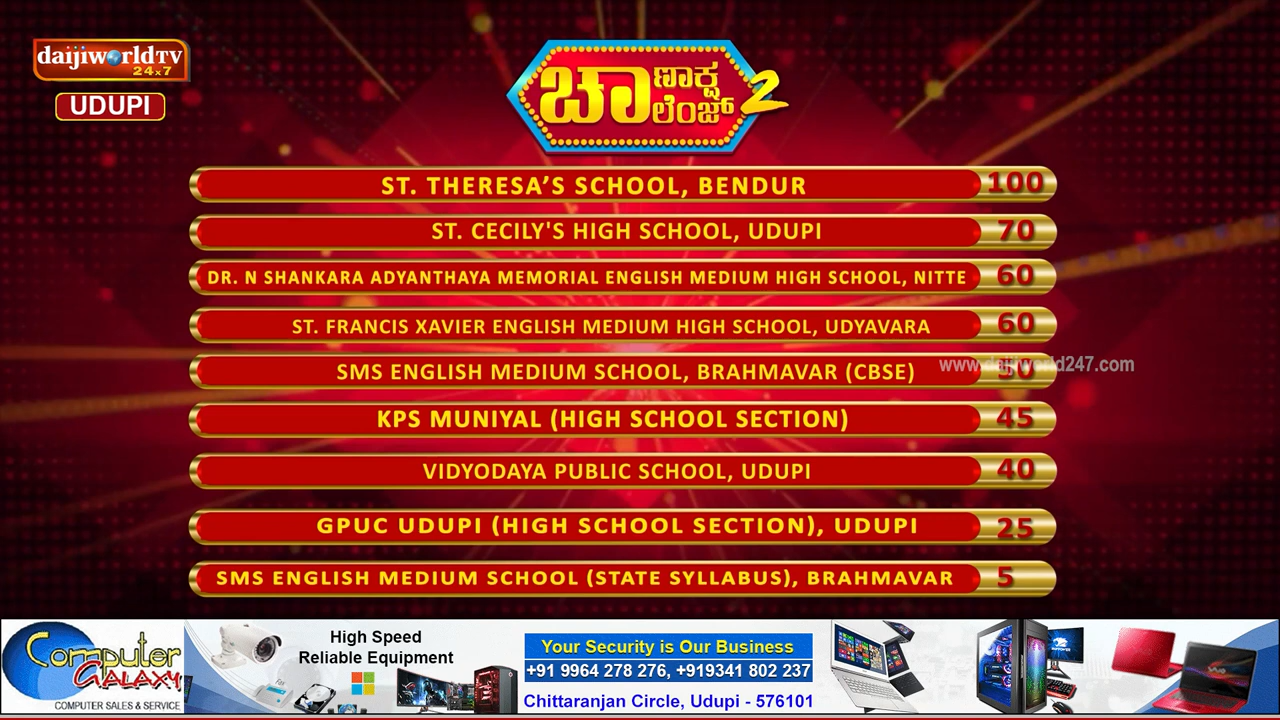 daijiworldTV
24x7
UDUPI
ಚಾಣಾಕ್ಷ
ಚಾಲೆಂಜ್ 2
ST. THERESA’S SCHOOL, BENDUR 100
ST. CECILY'S HIGH SCHOOL, UDUPI 70
DR. N SHANKARA ADYANTHAYA MEMORIAL ENGLISH MEDIUM HIGH SCHOOL, NITTE 60
ST. FRANCIS XAVIER ENGLISH MEDIUM HIGH SCHOOL, UDYAVARA 60
SMS ENGLISH MEDIUM SCHOOL, BRAHMAVAR (CBSE) 50
www.daijiworld247.com
KPS MUNIYAL (HIGH SCHOOL SECTION) 45
VIDYODAYA PUBLIC SCHOOL, UDUPI 40
GPUC UDUPI (HIGH SCHOOL SECTION), UDUPI 25
SMS ENGLISH MEDIUM SCHOOL (STATE SYLLABUS), BRAHMAVAR 5
Computer
GALAXY
COMPUTER SALES & SERVICE
High Speed
Reliable Equipment
Your Security is Our Business
+91 9964 278 276, +919341 802 237
Chittaranjan Circle, Udupi - 576101